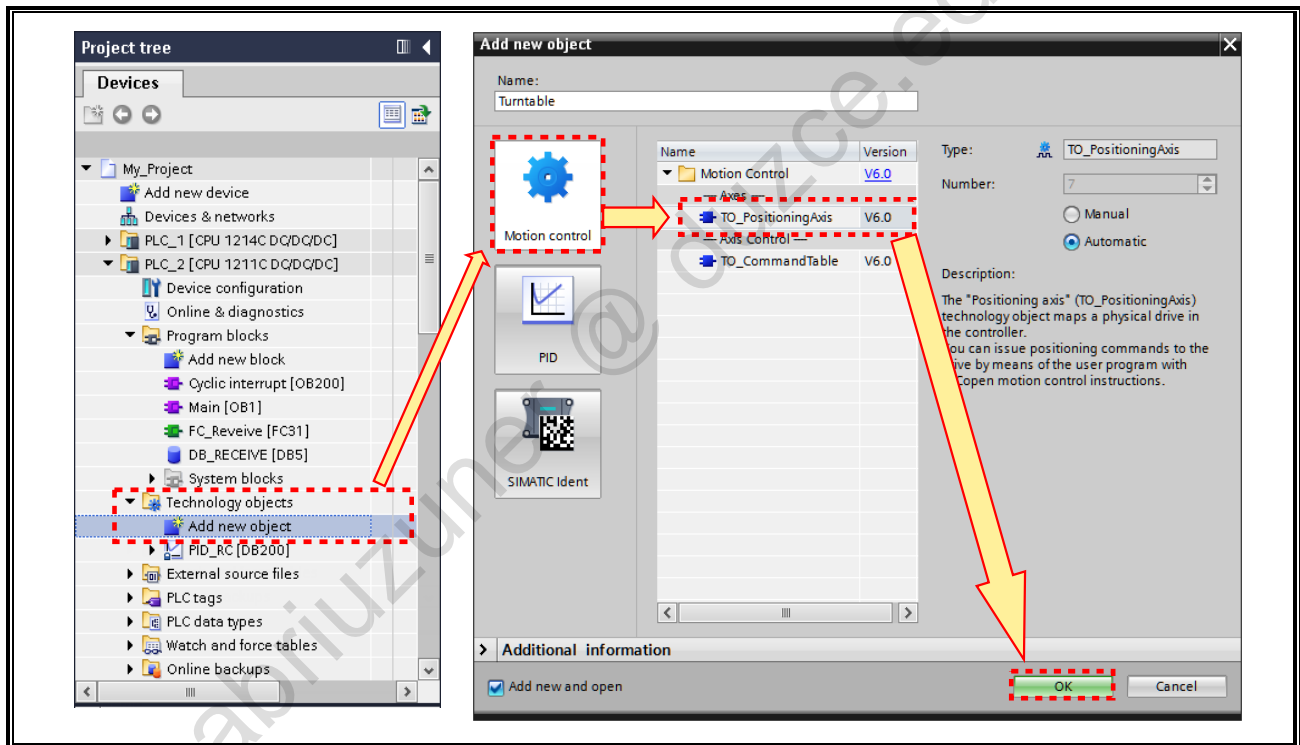 Project tree
Devices
My_Project
Add new device
Devices & networks
PLC_1 [CPU 1214C DC/DC/DC]
PLC_2 [CPU 1211C DC/DC/DC]
Device configuration
Online & diagnostics
Program blocks
Add new block
Cyclic interrupt [OB200]
Main [OB1]
FC_Reveive [FC31]
DB_RECEIVE [DB5]
System blocks
Technology objects
Add new object
PID_RC [DB200]
External source files
PLC tags
PLC data types
Watch and force tables
Online backups
Add new object
Name:
Turntable
Motion control
PID
SIMATIC Ident
Name Version
Motion Control V6.0
— Axes —
TO_PositioningAxis V6.0
— Axis Control —
TO_CommandTable V6.0
Type: TO_PositioningAxis
Number: 7
Manual
Automatic
Description:
The "Positioning axis" (TO_PositioningAxis)
technology object maps a physical drive in
the controller.
You can issue positioning commands to the
drive by means of the user program with
PLCopen motion control instructions.
Additional information
Add new and open
OK Cancel
abriuzuner @ duzce.ed